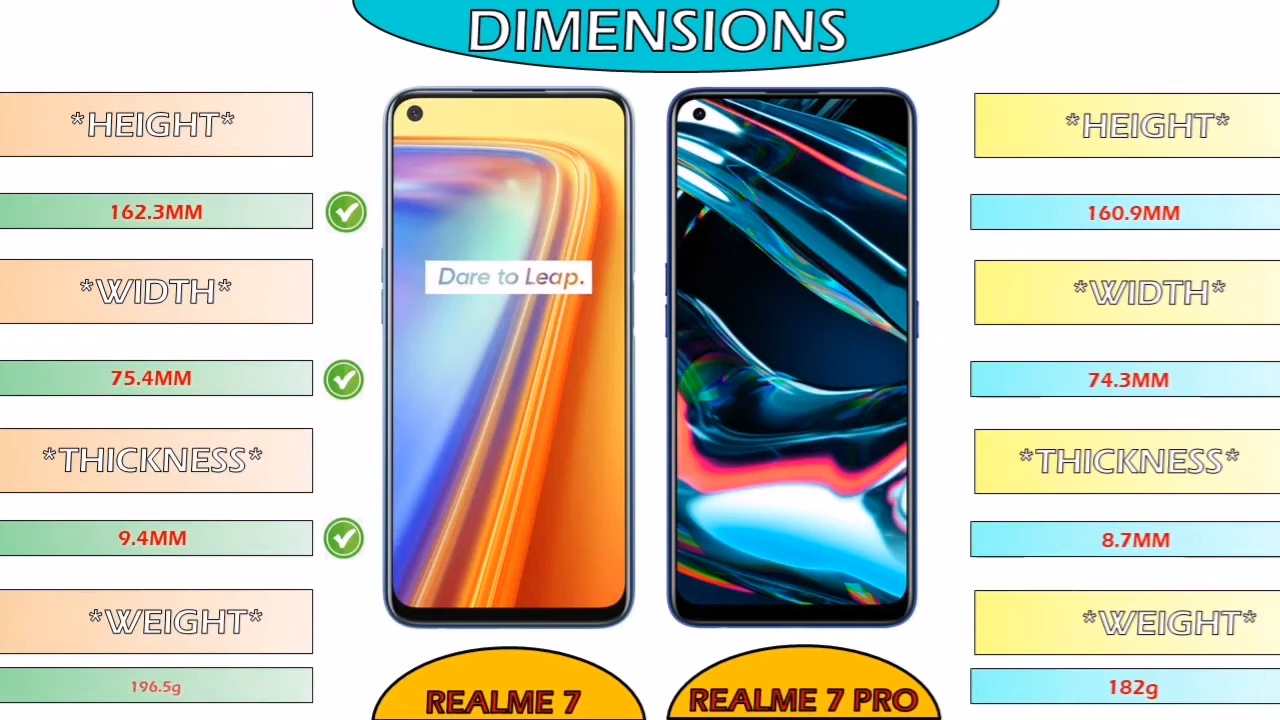 DIMENSIONS
*HEIGHT*
162.3MM
*WIDTH*
75.4MM
*THICKNESS*
9.4MM
*WEIGHT*
196.5g
Dare to Leap.
REALME 7
REALME 7 PRO
*HEIGHT*
160.9MM
*WIDTH*
74.3MM
*THICKNESS*
8.7MM
*WEIGHT*
182g